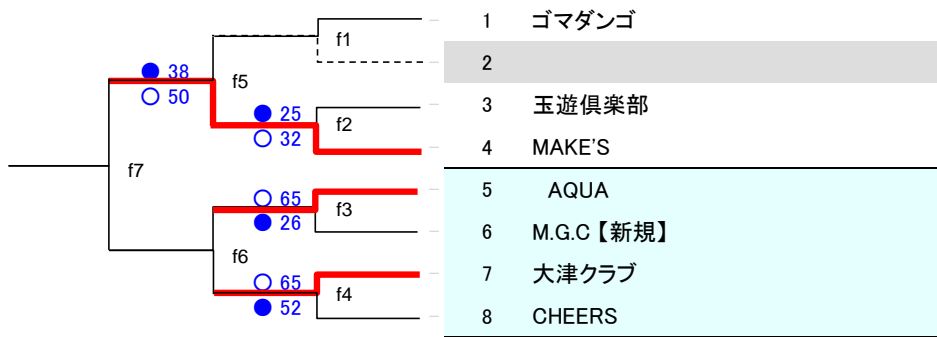 f1
f2
f3
f4
f5
f6
f7
● 38
○ 50
● 25
○ 32
○ 65
● 26
○ 65
● 52
1 ゴマダンゴ
2
3 玉遊倶楽部
4 MAKE'S
5 AQUA
6 M.G.C【新規】
7 大津クラブ
8 CHEERS